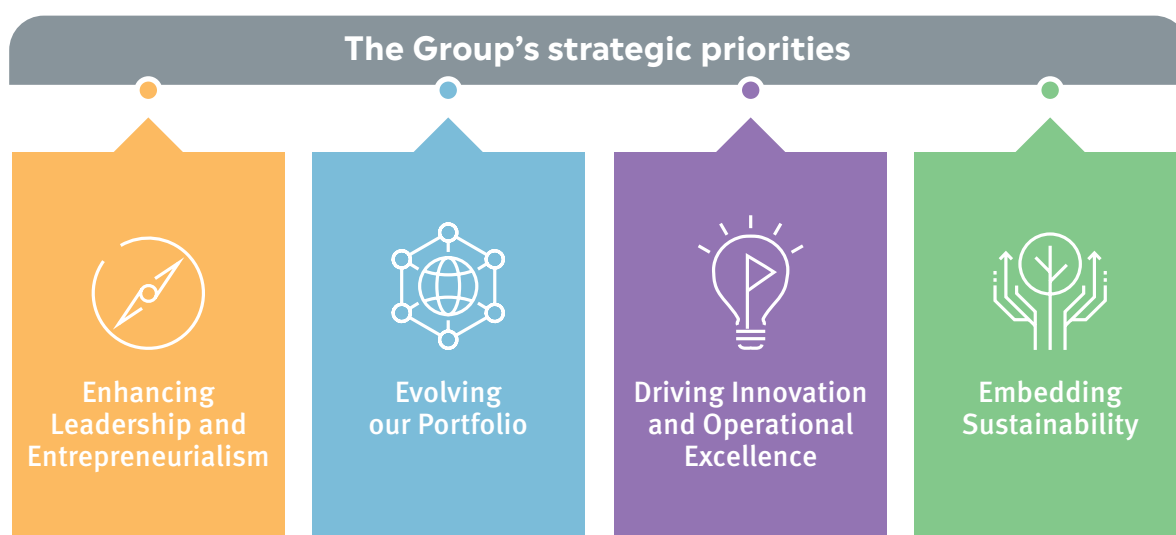 The Group’s strategic priorities
Enhancing
Leadership and
Entrepreneurialism
Evolving
our Portfolio
Driving Innovation
and Operational
Excellence
Embedding
Sustainability